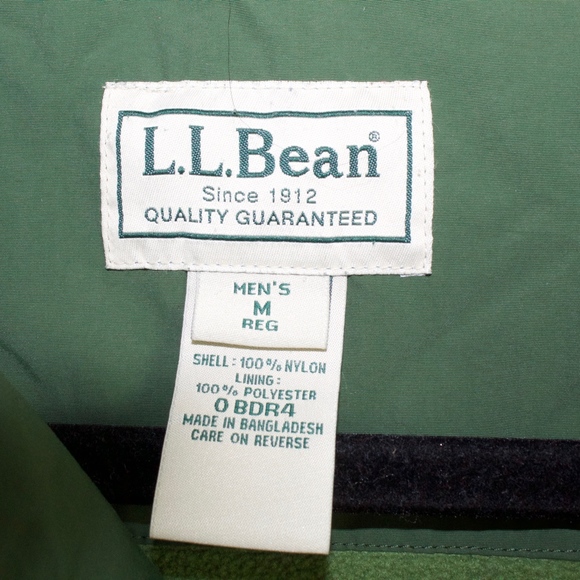 L.L.Bean®
Since 1912
QUALITY GUARANTEED
MEN'S
M
REG
SHELL: 100% NYLON
LINING:
100% POLYESTER
0 BDR4
MADE IN BANGLADESH
CARE ON REVERSE